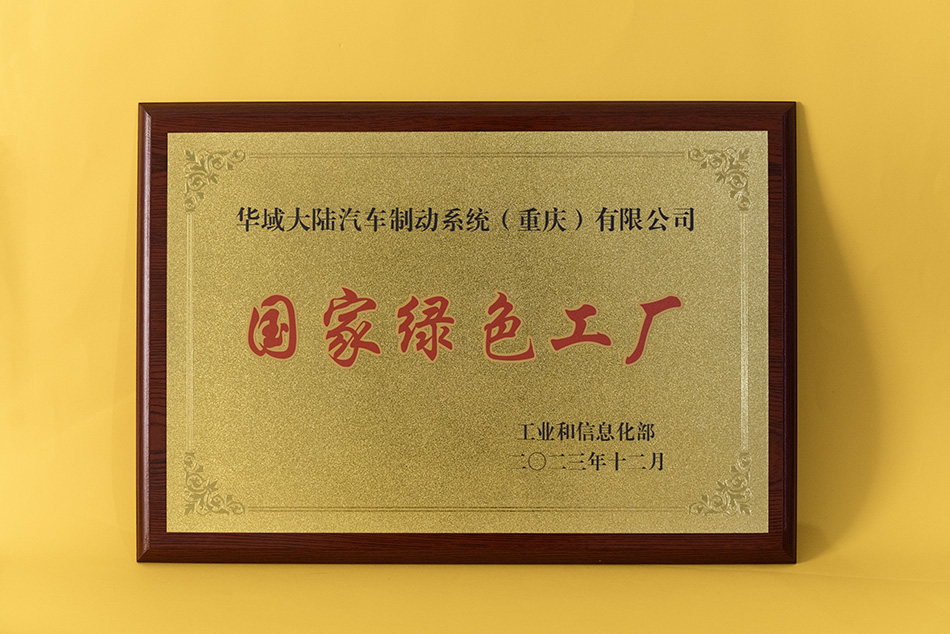 华域大陆汽车制动系统（重庆）有限公司
国家绿色工厂
工业和信息化部
二〇二三年十二月